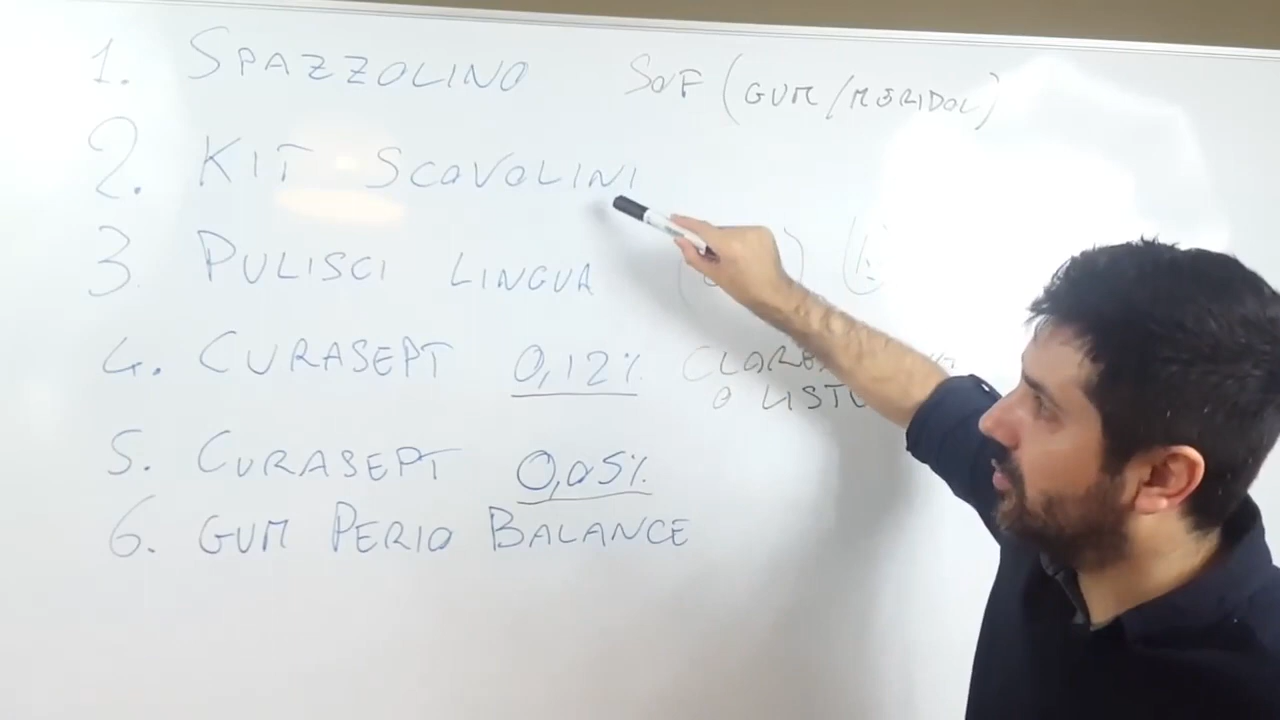 1. SPAZZOLINO SOF (GUM/MERIDOL)
2. KIT SCOVOLINI
3. PULISCI LINGUA
4. CURASEPT 0,12%
O
5. CURASEPT 0,05%
6. GUM PERIO BALANCE